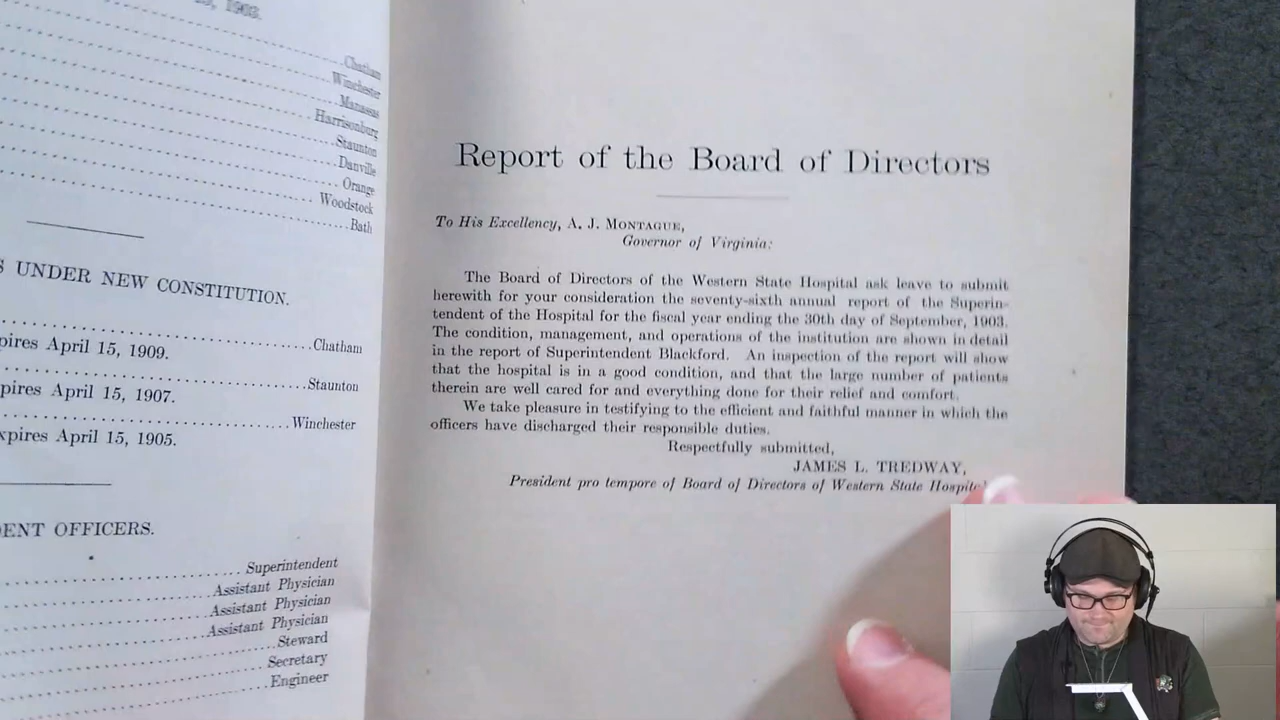 1903.
Chatham
Winchester
Manassas
Harrisonburg
Staunton
Danville
Orange
Woodstock
Bath
UNDER NEW CONSTITUTION.
Chatham
pires April 15, 1909.
Staunton
pires April 15, 1907.
Winchester
xpires April 15, 1905.
ENT OFFICERS.
Superintendent
Assistant Physician
Assistant Physician
Assistant Physician
Steward
Secretary
Engineer
Report of the Board of Directors
To His Excellency, A. J. MONTAGUE,
Governor of Virginia:
The Board of Directors of the Western State Hospital ask leave to submit
herewith for your consideration the seventy-sixth annual report of the Superin-
tendent of the Hospital for the fiscal year ending the 30th day of September, 1903.
The condition, management, and operations of the institution are shown in detail
in the report of Superintendent Blackford. An inspection of the report will show
that the hospital is in a good condition, and that the large number of patients
therein are well cared for and everything done for their relief and comfort.
We take pleasure in testifying to the efficient and faithful manner in which the
officers have discharged their responsible duties.
Respectfully submitted,
JAMES L. TREDWAY,
President pro tempore of Board of Directors of Western State Hospital